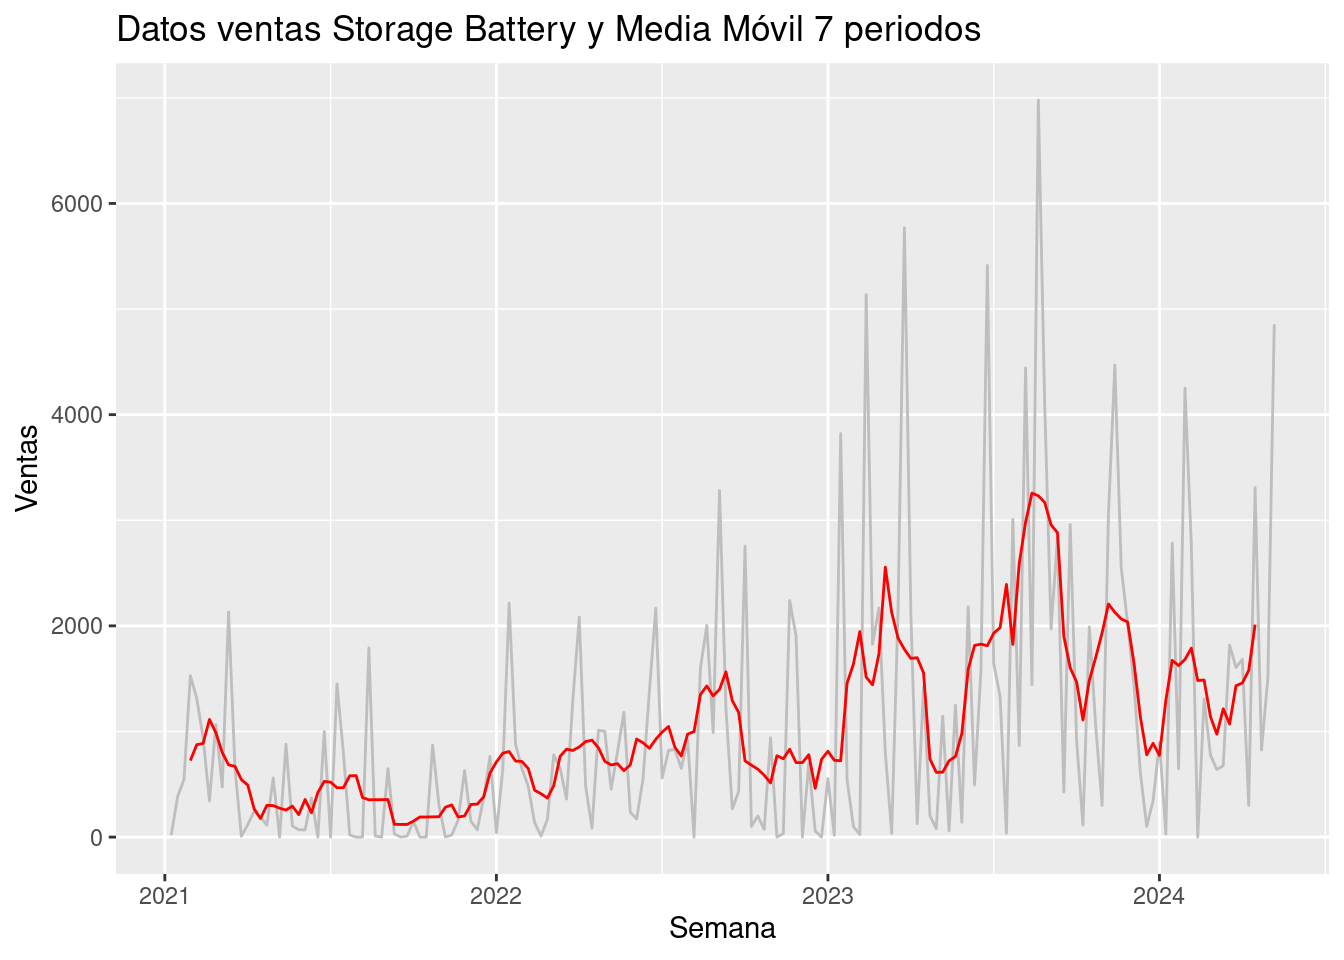 Datos ventas Storage Battery y Media Móvil 7 periodos
Ventas
6000
4000
2000
0
2021 2022 2023 2024
Semana